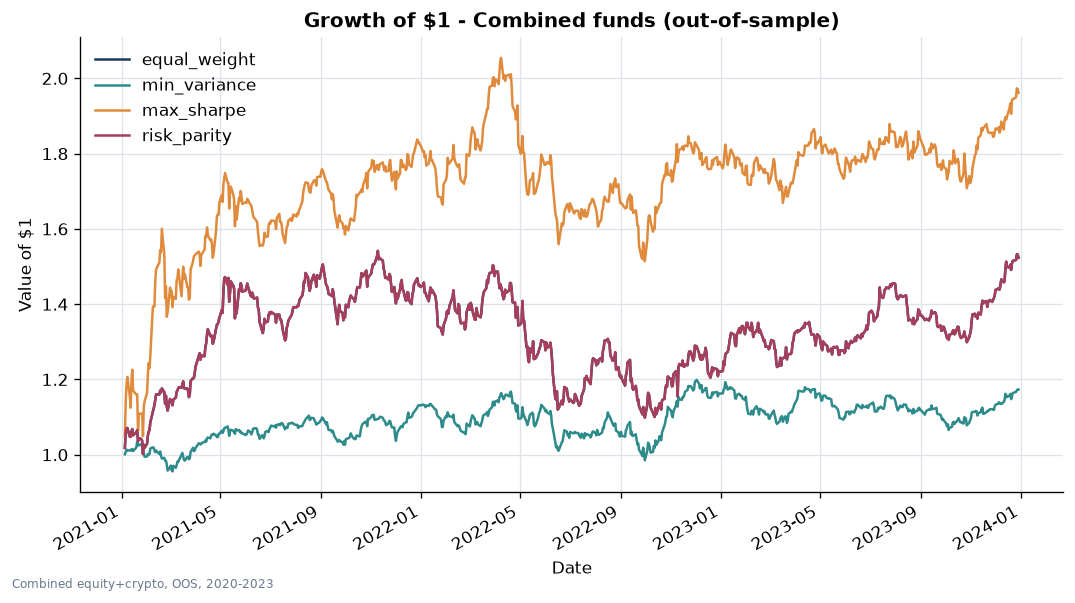 Growth of $1 - Combined funds (out-of-sample)
equal_weight
min_variance
max_sharpe
risk_parity
Value of $1
2.0
1.8
1.6
1.4
1.2
1.0
2021-01
2021-05
2021-09
2022-01
2022-05
2022-09
2023-01
2023-05
2023-09
2024-01
Date
Combined equity+crypto, OOS, 2020-2023